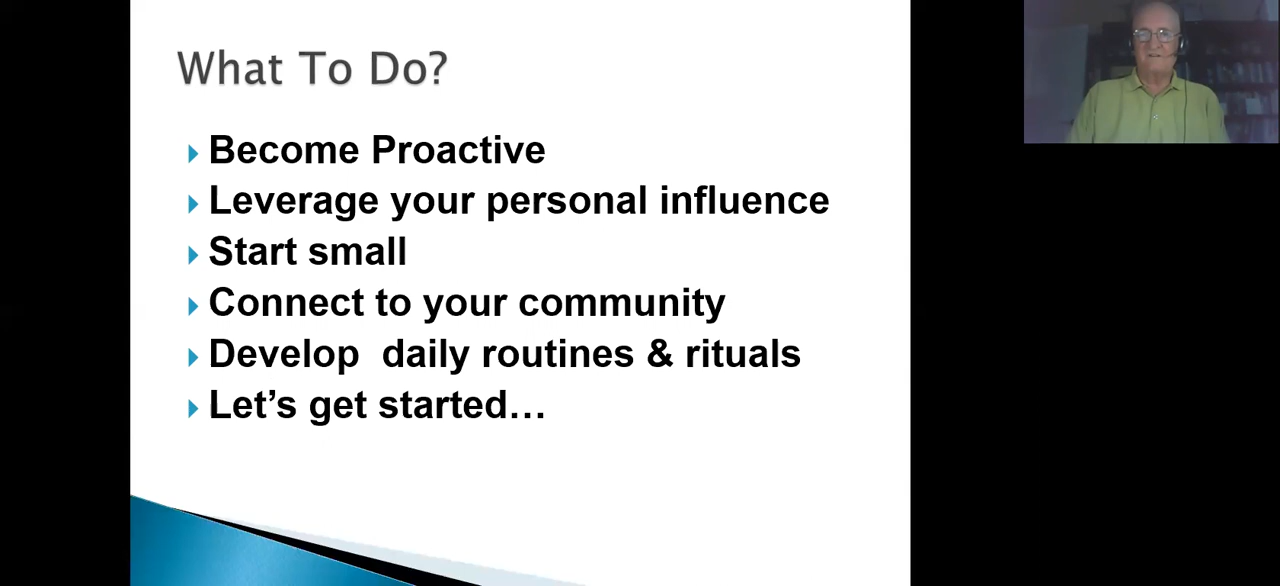 What To Do?
Become Proactive
Leverage your personal influence
Start small
Connect to your community
Develop  daily routines & rituals
Let’s get started…